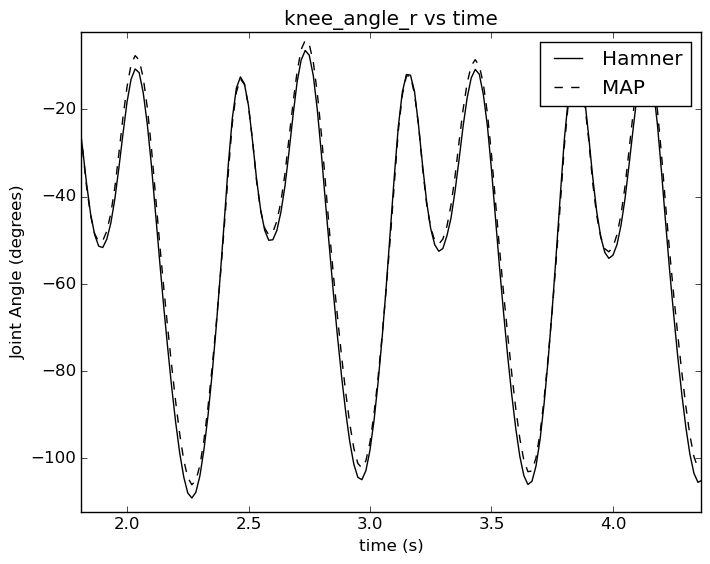 knee_angle_r vs time
Hamner
MAP
Joint Angle (degrees)
−20
−40
−60
−80
−100
2.0 2.5 3.0 3.5 4.0
time (s)